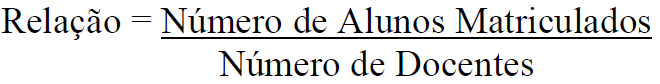 Relação = Número de Alunos Matriculados
Número de Docentes